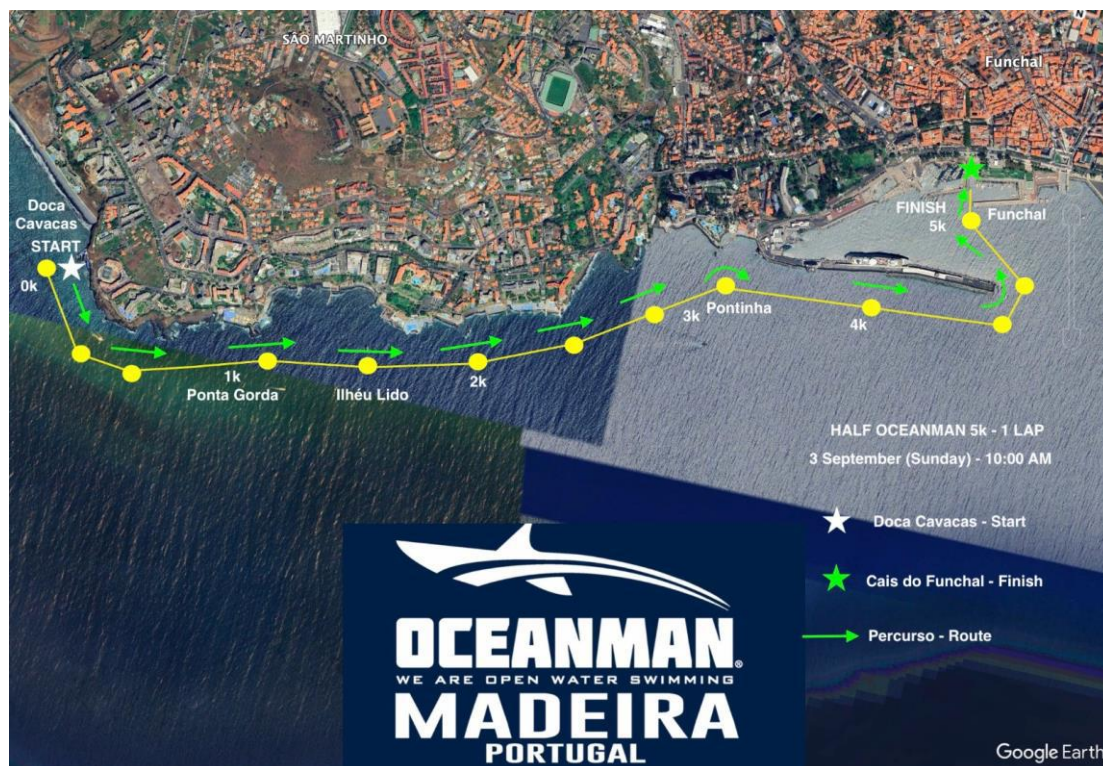 N
SÃO MARTINHO
Funchal
Doca
Cavacas
START
0k
FINISH
5k
Funchal
3k
Pontinha
4k
1k
Ponta Gorda
Ilhéu Lido
2k
HALF OCEANMAN 5k - 1 LAP
3 September (Sunday) - 10:00 AM
Doca Cavacas - Start
Cais do Funchal - Finish
Percurso - Route
OCEANMAN®
WE ARE OPEN WATER SWIMMING
MADEIRA
PORTUGAL
Google Earth